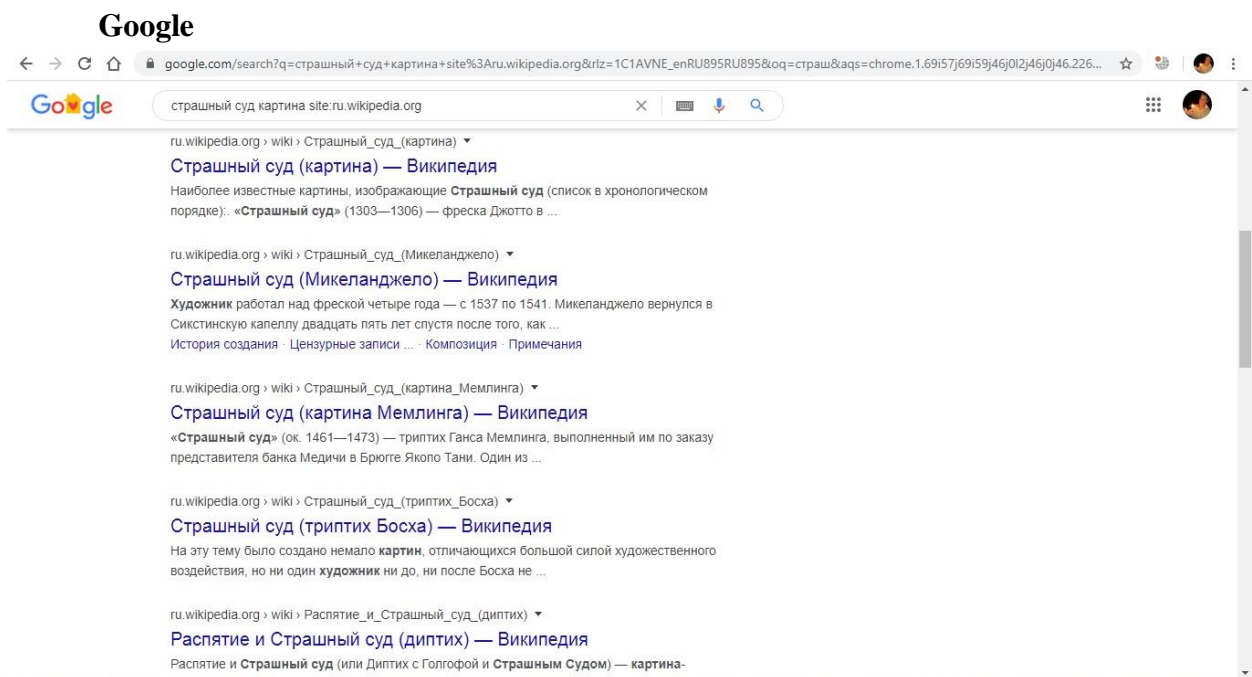 Google
google.com/search?q=страшный+суд+картина+site%3Aru.wikipedia.org&rlz=1C1AVNE_enRU895RU895&oq=страш&aqs=chrome.1.69i57j69i59j46j0l2j46j0j46.226...
Google
страшный суд картина site:ru.wikipedia.org
ru.wikipedia.org › wiki › Страшный_суд_(картина)
Страшный суд (картина) — Википедия
Наиболее известные картины, изображающие Страшный суд (список в хронологическом
порядке):. «Страшный суд» (1303—1306) — фреска Джотто в ...
ru.wikipedia.org › wiki › Страшный_суд_(Микеланджело)
Страшный суд (Микеланджело) — Википедия
Художник работал над фреской четыре года — с 1537 по 1541. Микеланджело вернулся в
Сикстинскую капеллу двадцать пять лет спустя после того, как ...
История создания · Цензурные записи ... · Композиция · Примечания
ru.wikipedia.org › wiki › Страшный_суд_(картина_Мемлинга)
Страшный суд (картина Мемлинга) — Википедия
«Страшный суд» (ок. 1461—1473) — триптих Ганса Мемлинга, выполненный им по заказу
представителя банка Медичи в Брюгге Якопо Тани. Один из ...
ru.wikipedia.org › wiki › Страшный_суд_(триптих_Босха)
Страшный суд (триптих Босха) — Википедия
На эту тему было создано немало картин, отличающихся большой силой художественного
воздействия, но ни один художник ни до, ни после Босха не ...
ru.wikipedia.org › wiki › Распятие_и_Страшный_суд_(диптих)
Распятие и Страшный суд (диптих) — Википедия
Распятие и Страшный суд (или Диптих с Голгофой и Страшным Судом) — картина-